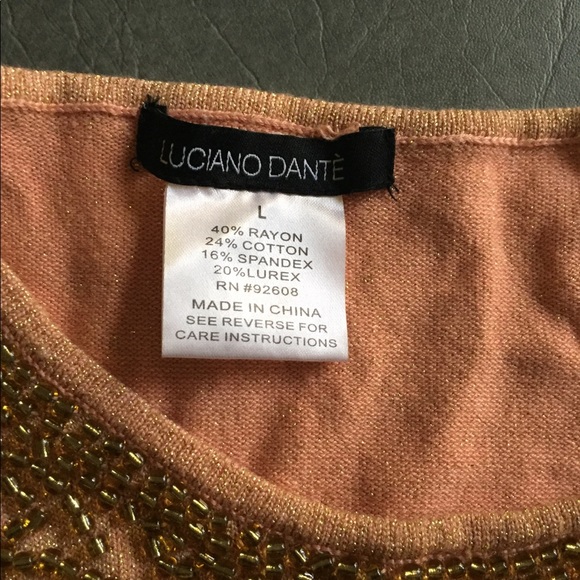 LUCIANO DANTÈ
L
40% RAYON
24% COTTON
16% SPANDEX
20%LUREX
RN #92608
MADE IN CHINA
SEE REVERSE FOR
CARE INSTRUCTIONS